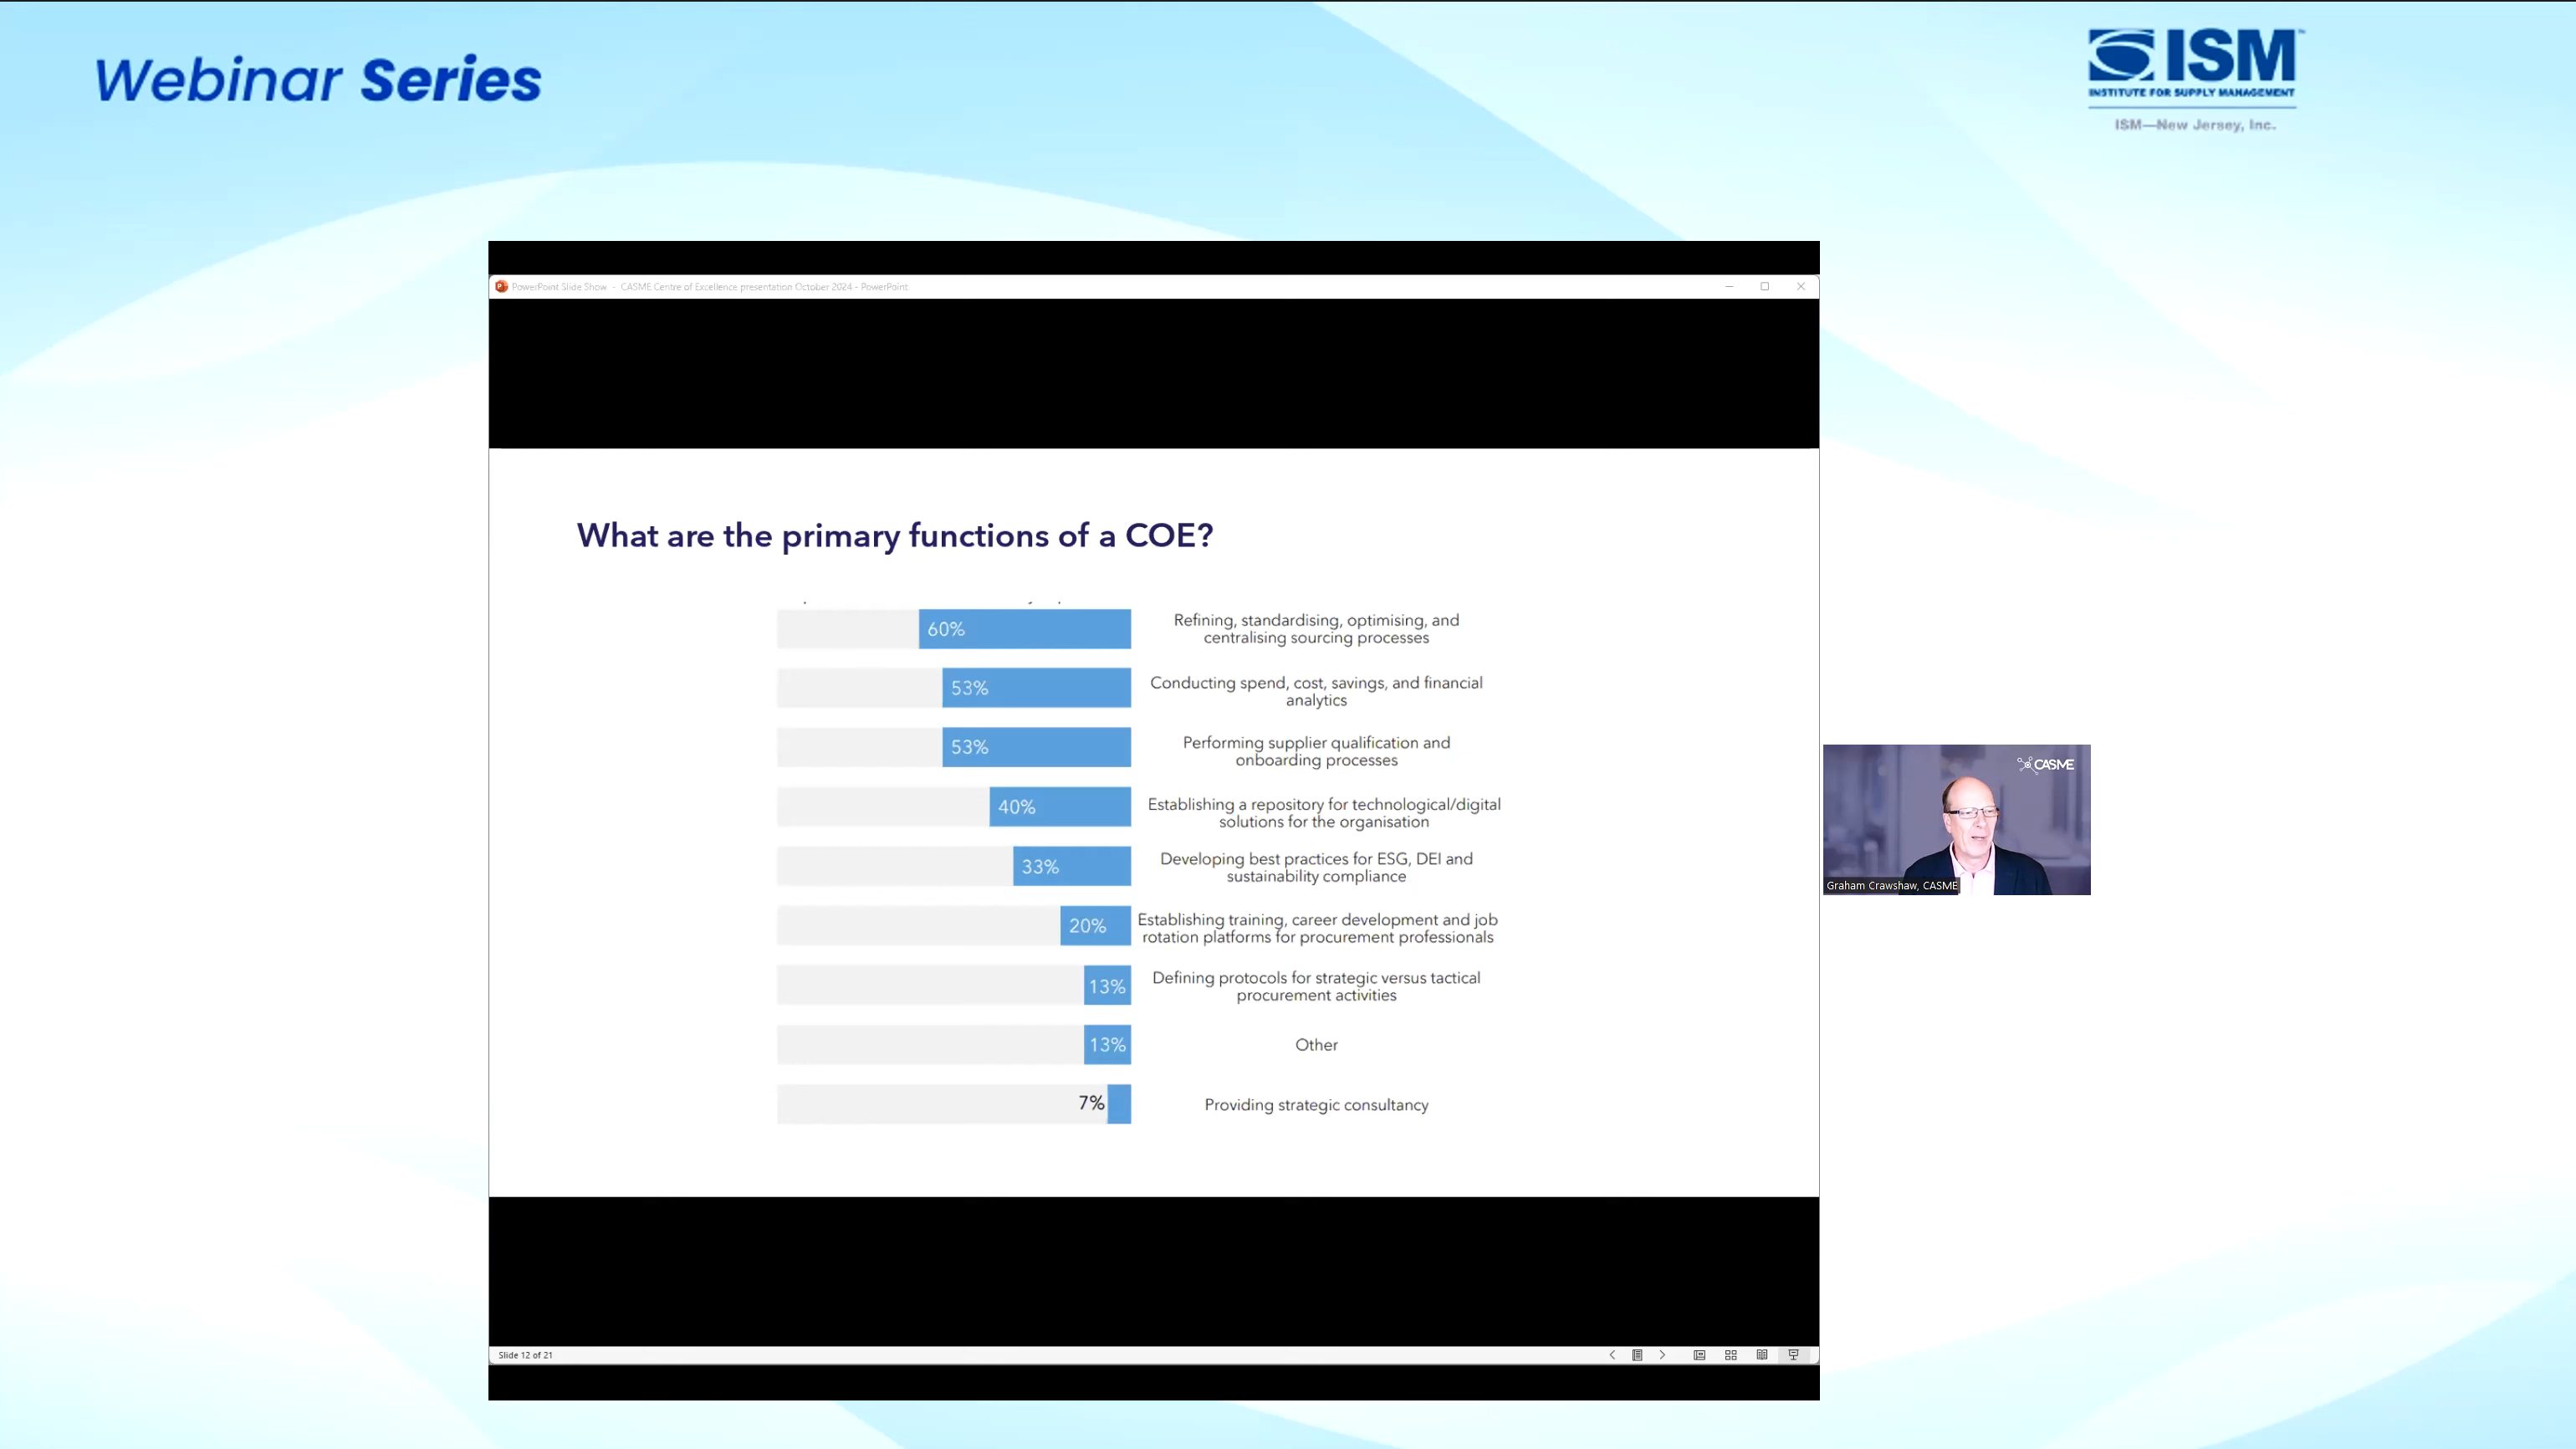 Webinar Series
ISM
INSTITUTE FOR SUPPLY MANAGEMENT
ISM—New Jersey, Inc.
PowerPoint Slide Show - CASME Centre of Excellence presentation October 2024 - PowerPoint
What are the primary functions of a COE?
60%
Refining, standardising, optimising, and
centralising sourcing processes
53%
Conducting spend, cost, savings, and financial
analytics
53%
Performing supplier qualification and
onboarding processes
40%
Establishing a repository for technological/digital
solutions for the organisation
33%
Developing best practices for ESG, DEI and
sustainability compliance
20%
Establishing training, career development and job
rotation platforms for procurement professionals
13%
Defining protocols for strategic versus tactical
procurement activities
13%
Other
7%
Providing strategic consultancy
CASME
Graham Crawshaw, CASME
Slide 12 of 21